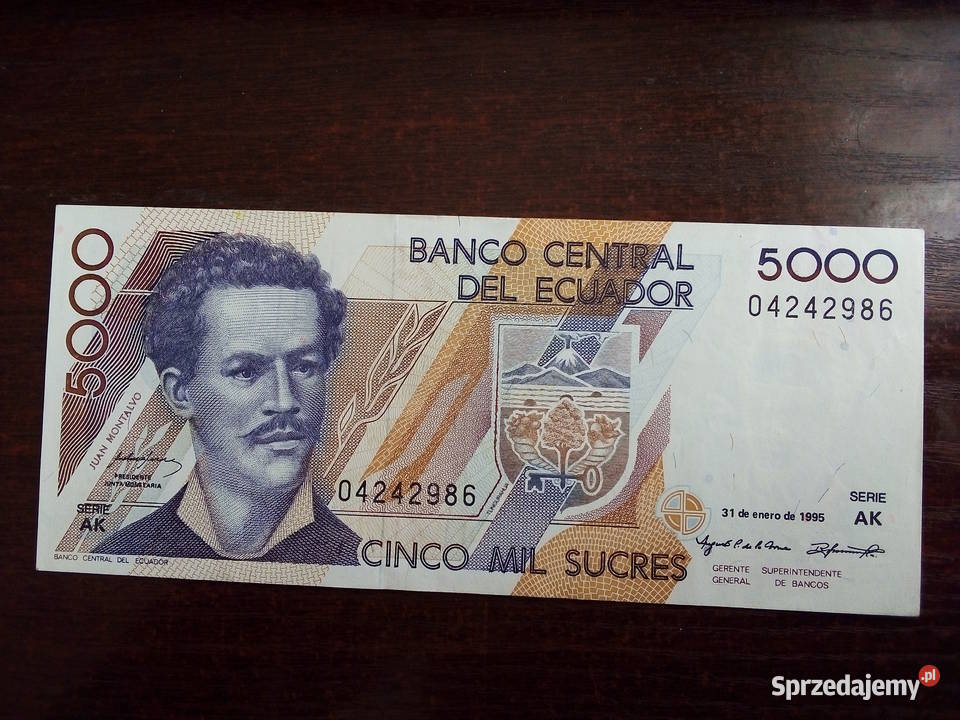 5000
BANCO CENTRAL
DEL ECUADOR
5000
04242986
JUAN MONTALVO
PRESIDENTE
JUNTA MONETARIA
SERIE
AK
04242986
TUNGURAHUA
31 de enero de 1995
SERIE
AK
BANCO CENTRAL DEL ECUADOR
CINCO MIL SUCRES
GERENTE
GENERAL
SUPERINTENDENTE
DE BANCOS
Sprzedajemy.pl